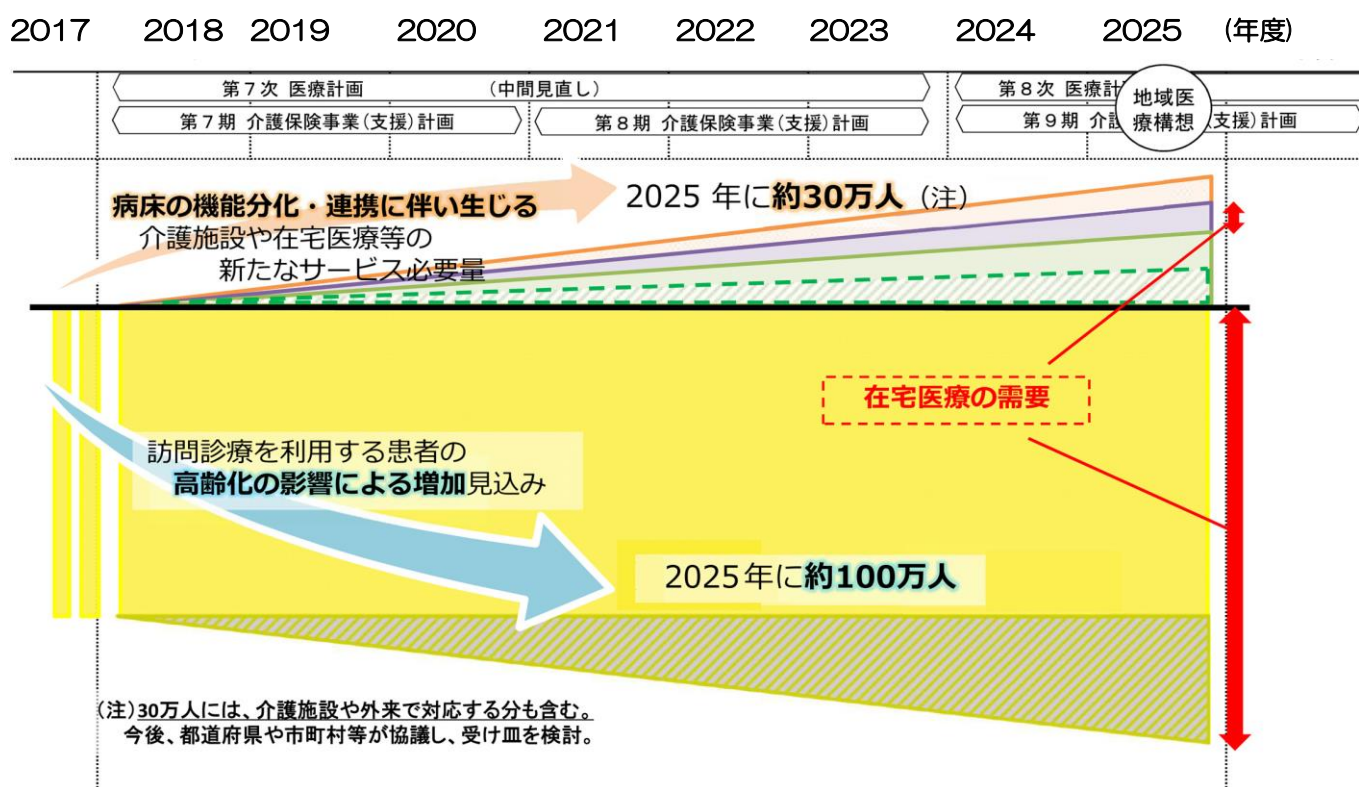 2017 2018 2019 2020 2021 2022 2023 2024 2025 (年度)
第7次 医療計画 (中間見直し)
第8次 医療計
第7期 介護保険事業(支援)計画
第8期 介護保険事業(支援)計画
第9期 介護
支援)計画
地域医
療構想
病床の機能分化・連携に伴い生じる
介護施設や在宅医療等の
新たなサービス必要量
2025 年に約30万人 (注)
在宅医療の需要
訪問診療を利用する患者の
高齢化の影響による増加見込み
2025年に約100万人
(注)30万人には、介護施設や外来で対応する分も含む。
今後、都道府県や市町村等が協議し、受け皿を検討。